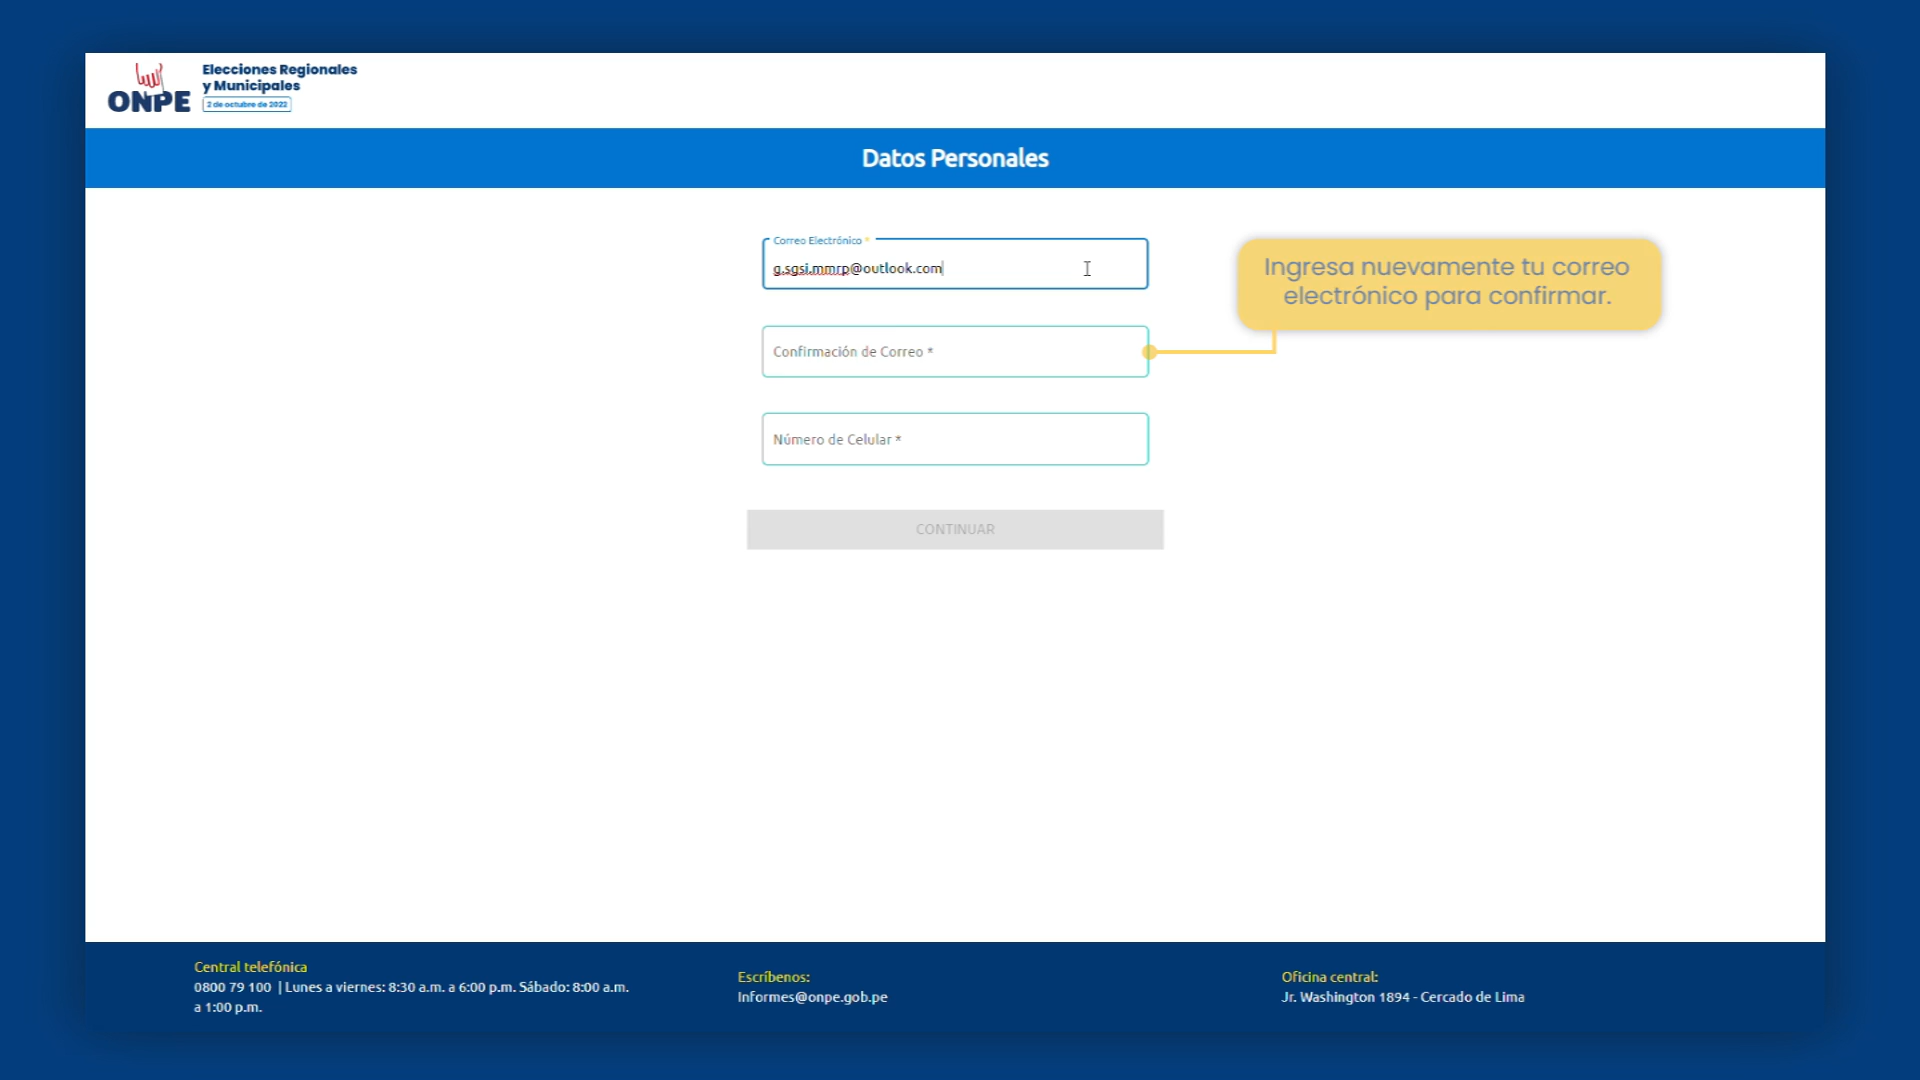 ONPE
Elecciones Regionales
y Municipales
2 de octubre de 2022
Datos Personales
Correo Electrónico *
g.sgsi.mmrp@outlook.com
Ingresa nuevamente tu correo
electrónico para confirmar.
Confirmación de Correo *
Número de Celular *
CONTINUAR
Central telefónica
0800 79 100 | Lunes a viernes: 8:30 a.m. a 6:00 p.m. Sábado: 8:00 a.m.
a 1:00 p.m.
Escríbenos:
Informes@onpe.gob.pe
Oficina central:
Jr. Washington 1894 - Cercado de Lima